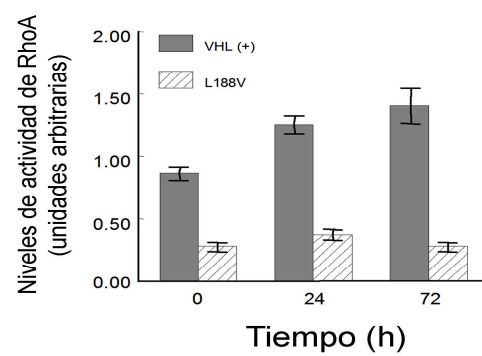 Niveles de actividad de RhoA
(unidades arbitrarias)
2.00
1.50
1.00
0.50
0.00
VHL (+)
L188V
0 24 72
Tiempo (h)